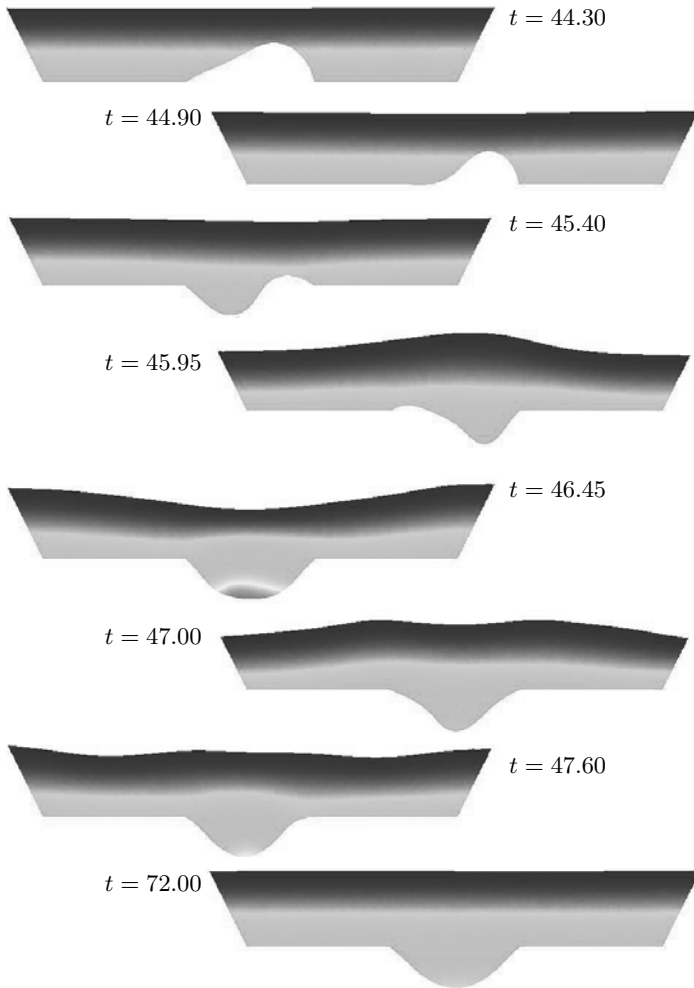 t = 44.30
t = 44.90
t = 45.40
t = 45.95
t = 46.45
t = 47.00
t = 47.60
t = 72.00